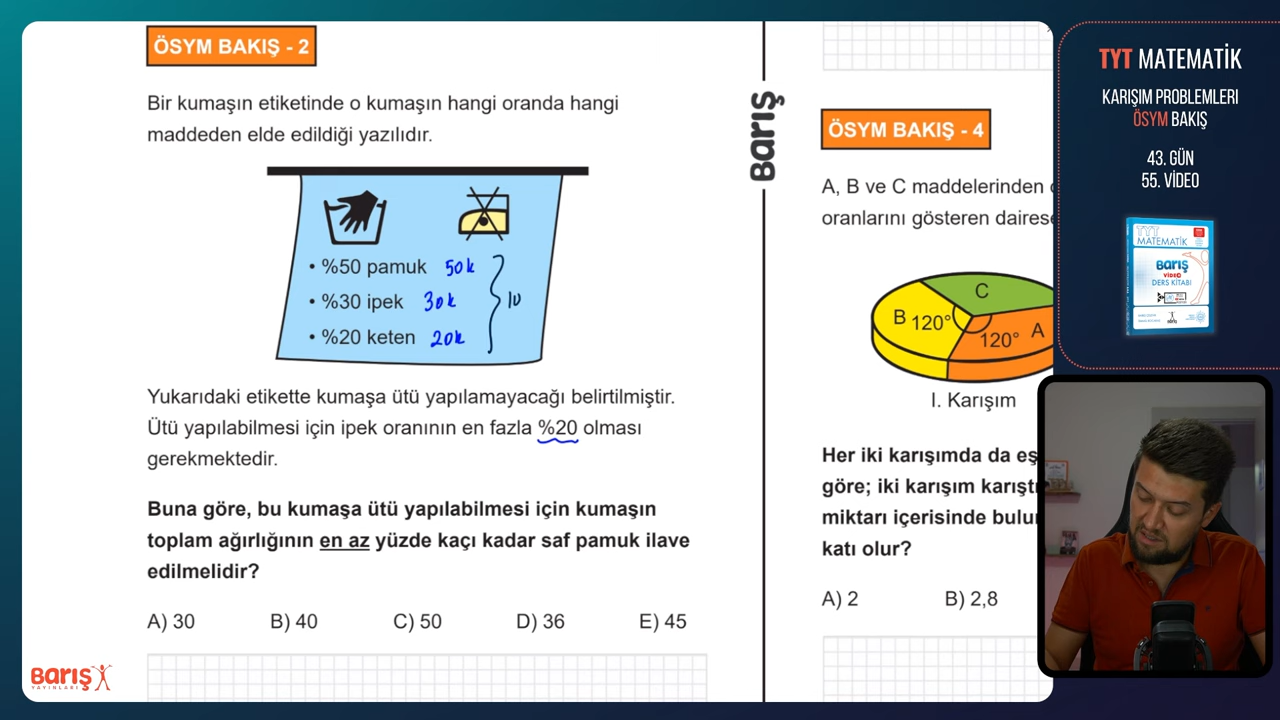 ÖSYM BAKIŞ - 2
Bir kumaşın etiketinde o kumaşın hangi oranda hangi
maddeden elde edildiği yazılıdır.
• %50 pamuk 50k
• %30 ipek 30k
• %20 keten 20k
Yukarıdaki etikette kumaşa ütü yapılamayacağı belirtilmiştir.
Ütü yapılabilmesi için ipek oranının en fazla %20 olması
gerekmektedir.
Buna göre, bu kumaşa ütü yapılabilmesi için kumaşın
toplam ağırlığının en az yüzde kaçı kadar saf pamuk ilave
edilmelidir?
A) 30 B) 40 C) 50 D) 36 E) 45
Barış
YAYINLARI
Barış
ÖSYM BAKIŞ - 4
A, B ve C maddelerinden
oranlarını gösteren
C
B 120°
120° A
I. Karışım
Her iki karışımda da
göre; iki karışım
miktarı içerisinde
katı olur?
A) 2 B) 2,8
TYT MATEMATİK
KARIŞIM PROBLEMLERI
ÖSYM BAKIŞ
43. GÜN
55. VİDEO
TYT
MATEMATİK
Barış
VİDEO
DERS KİTABI